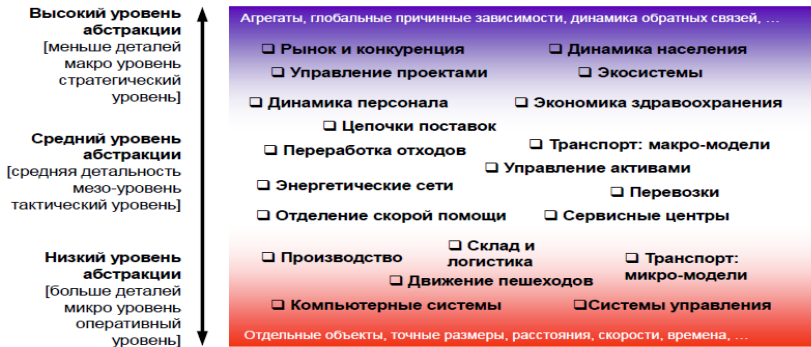 Высокий уровень
абстракции
[меньше деталей
макро уровень
стратегический
уровень]
Средний уровень
абстракции
[средняя детальность
мезо-уровень
тактический уровень]
Низкий уровень
абстракции
[больше деталей
микро уровень
оперативный
уровень]
Агрегаты, глобальные причинные зависимости, динамика обратных связей, …
❑ Рынок и конкуренция ❑ Динамика населения
❑ Управление проектами ❑ Экосистемы
❑ Динамика персонала ❑ Экономика здравоохранения
❑ Цепочки поставок
❑ Переработка отходов ❑ Транспорт: макро-модели
❑ Управление активами
❑ Энергетические сети ❑ Перевозки
❑ Отделение скорой помощи ❑ Сервисные центры
❑ Производство
❑ Склад и
логистика
❑ Транспорт:
микро-модели
❑ Движение пешеходов
❑ Компьютерные системы ❑Системы управления
Отдельные объекты, точные размеры, расстояния, скорости, времена, …